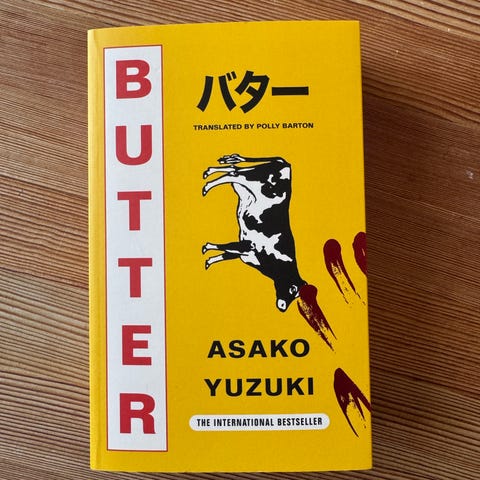 BUTTER
バター
TRANSLATED BY POLLY BARTON
ASAKO
YUZUKI
THE INTERNATIONAL BESTSELLER